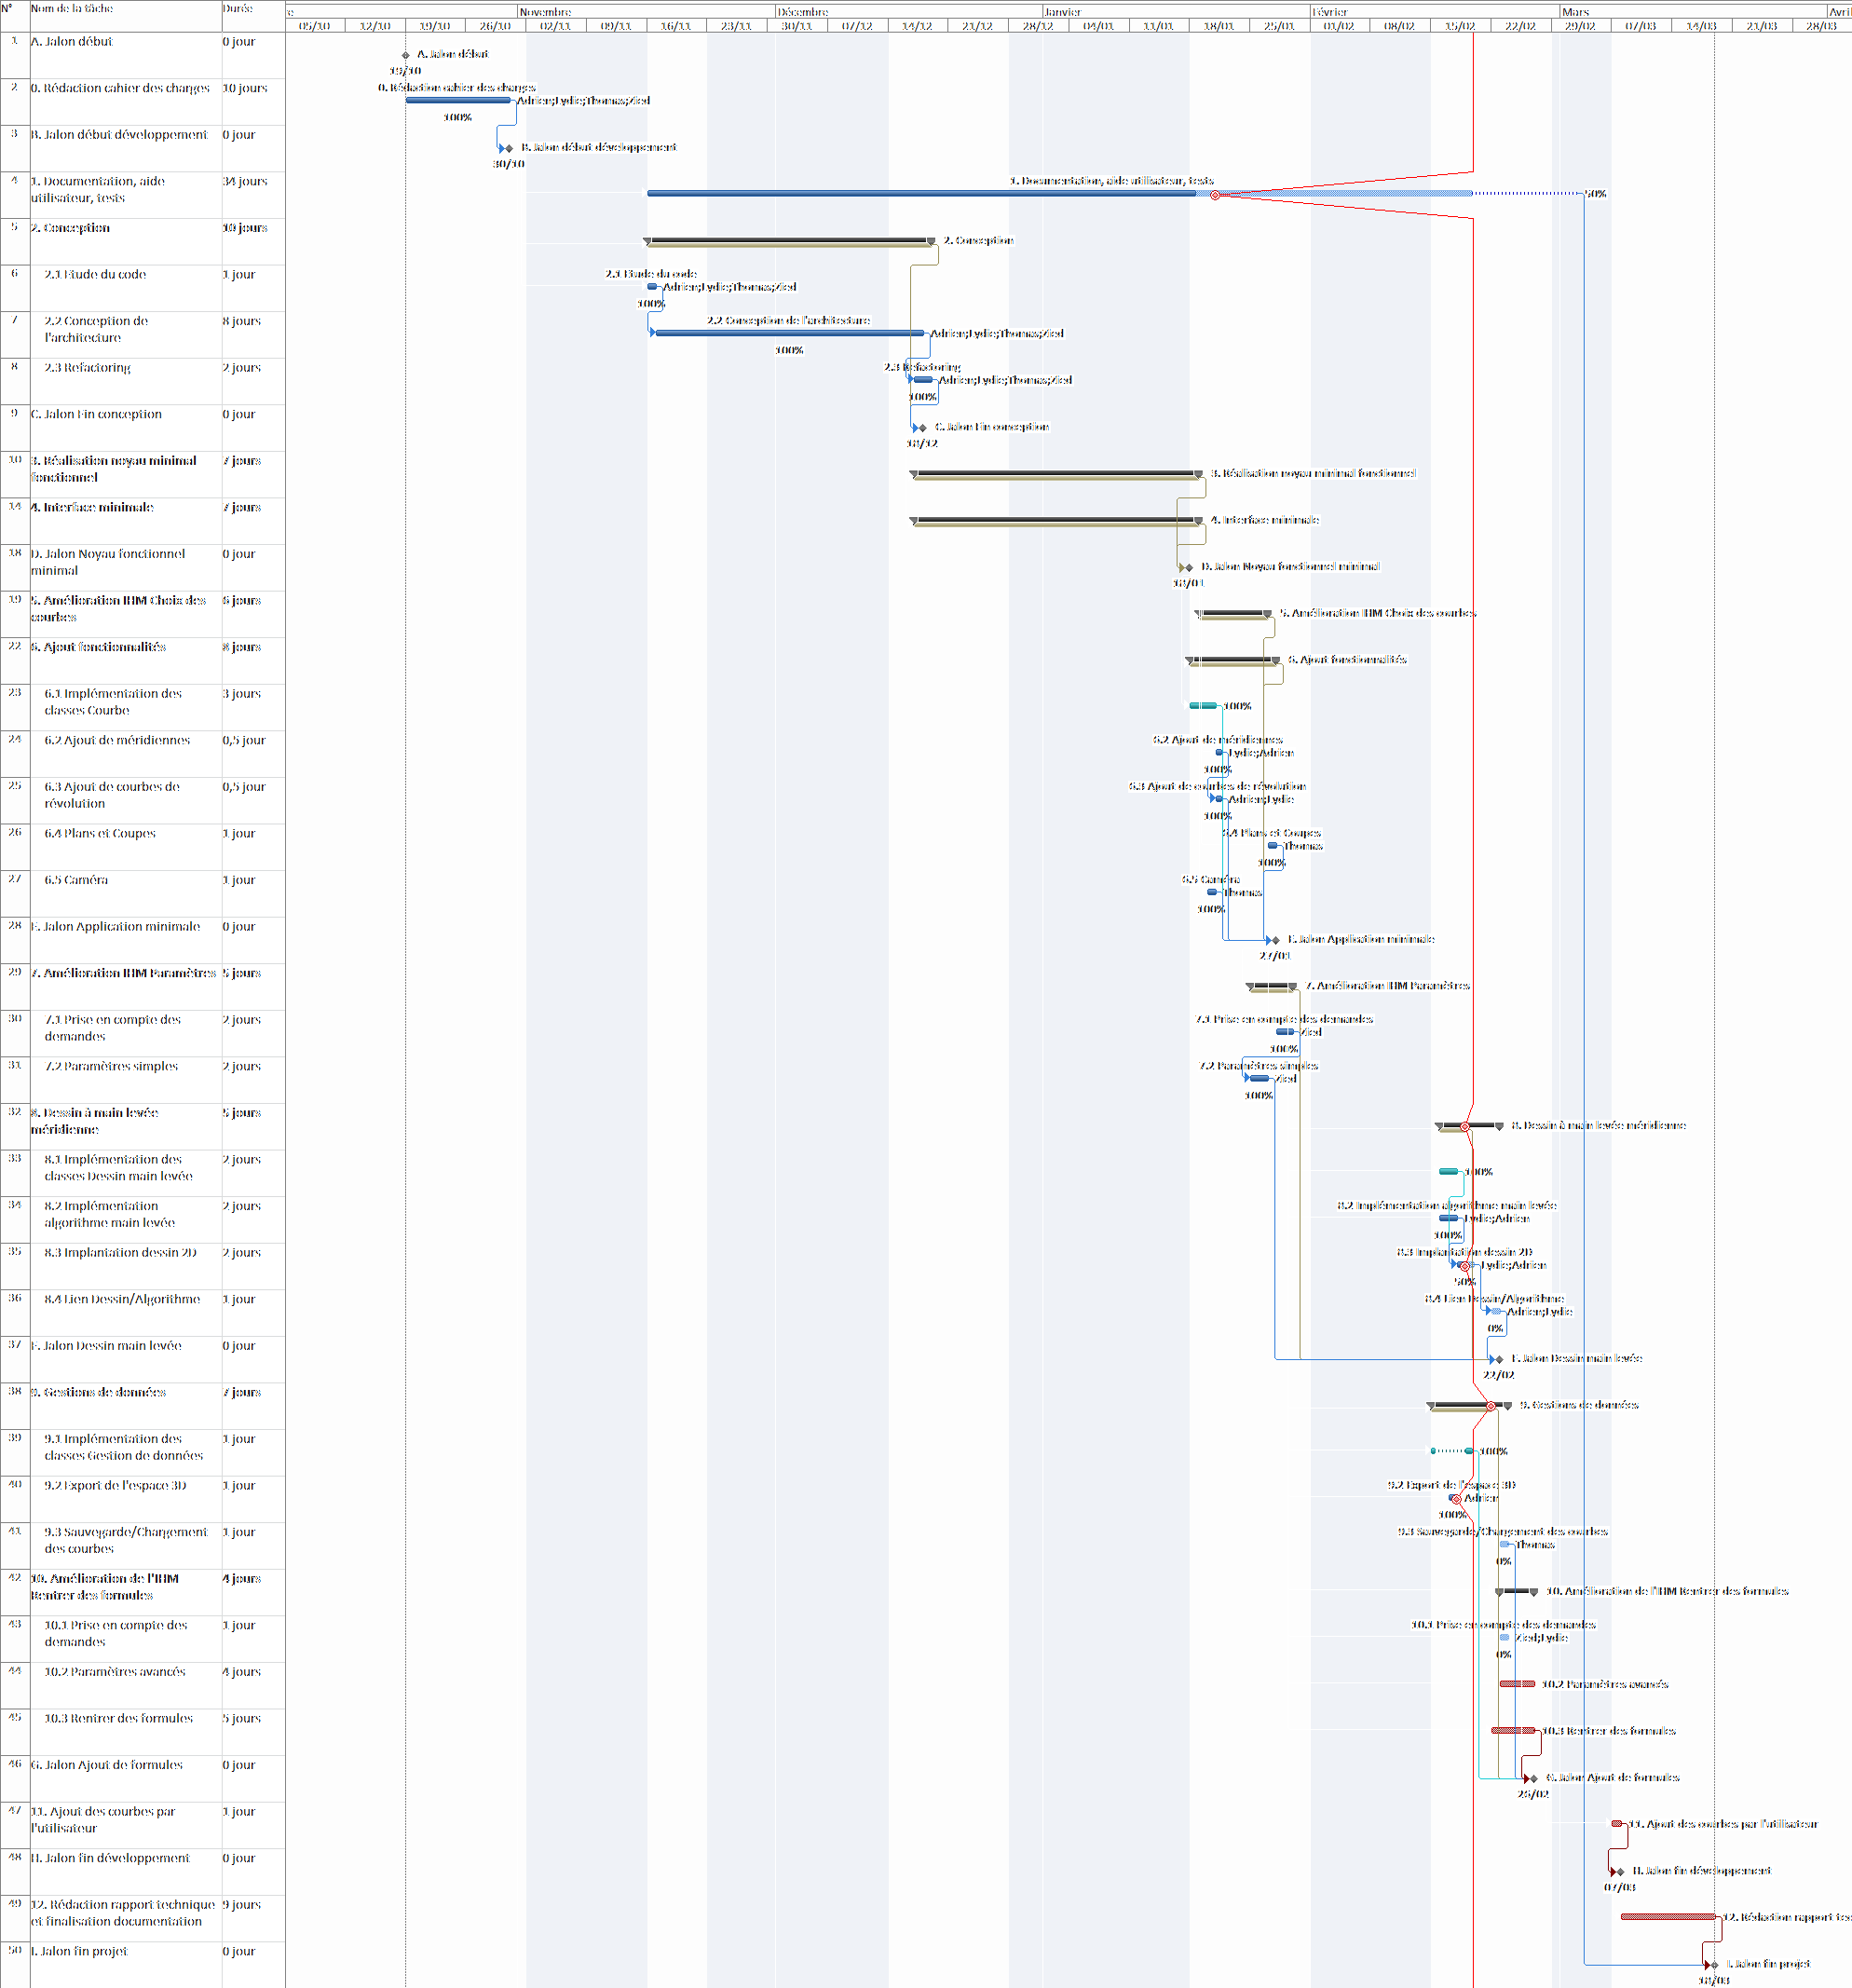 N° Nom de la tâche Durée
Novembre Décembre Janvier Février Mars Avril
05/10 12/10 19/10 26/10 02/11 09/11 16/11 23/11 30/11 07/12 14/12 21/12 28/12 04/01 11/01 18/01 25/01 01/02 08/02 15/02 22/02 29/02 07/03 14/03 21/03 28/03
1 A. Jalon début 0 jour
A. Jalon début
19/10
2 0. Rédaction cahier des charges 10 jours
0. Rédaction cahier des charges
Adrien;Lydie;Thomas;Zied
100%
3 B. Jalon début développement 0 jour
B. Jalon début développement
30/10
4 1. Documentation, aide
utilisateur, tests 34 jours
1. Documentation, aide utilisateur, tests
50%
5 2. Conception 10 jours
2. Conception
6 2.1 Etude du code 1 jour
2.1 Etude du code
Adrien;Lydie;Thomas;Zied
100%
7 2.2 Conception de
l'architecture 8 jours
2.2 Conception de l'architecture
Adrien;Lydie;Thomas;Zied
100%
8 2.3 Refactoring 2 jours
2.3 Refactoring
Adrien;Lydie;Thomas;Zied
100%
9 C. Jalon Fin conception 0 jour
C. Jalon Fin conception
18/12
10 3. Réalisation noyau minimal
fonctionnel 7 jours
3. Réalisation noyau minimal fonctionnel
14 4. Interface minimale 7 jours
4. Interface minimale
18 D. Jalon Noyau fonctionnel
minimal 0 jour
D. Jalon Noyau fonctionnel minimal
18/01
19 5. Amélioration IHM Choix des
courbes 6 jours
5. Amélioration IHM Choix des courbes
22 6. Ajout fonctionnalités 8 jours
6. Ajout fonctionnalités
23 6.1 Implémentation des
classes Courbe 3 jours
100%
24 6.2 Ajout de méridiennes 0,5 jour
6.2 Ajout de méridiennes
Lydie;Adrien
100%
25 6.3 Ajout de courbes de
révolution 0,5 jour
6.3 Ajout de courbes de révolution
Adrien;Lydie
100%
26 6.4 Plans et Coupes 1 jour
6.4 Plans et Coupes
Thomas
100%
27 6.5 Caméra 1 jour
6.5 Caméra
Thomas
100%
28 E. Jalon Application minimale 0 jour
E. Jalon Application minimale
27/01
29 7. Amélioration IHM Paramètres 5 jours
7. Amélioration IHM Paramètres
30 7.1 Prise en compte des
demandes 2 jours
7.1 Prise en compte des demandes
Zied
100%
31 7.2 Paramètres simples 2 jours
7.2 Paramètres simples
Zied
100%
32 8. Dessin à main levée
méridienne 5 jours
8. Dessin à main levée méridienne
33 8.1 Implémentation des
classes Dessin main levée 2 jours
100%
34 8.2 Implémentation
algorithme main levée 2 jours
8.2 Implémentation algorithme main levée
Lydie;Adrien
100%
35 8.3 Implantation dessin 2D 2 jours
8.3 Implantation dessin 2D
Lydie;Adrien
50%
36 8.4 Lien Dessin/Algorithme 1 jour
8.4 Lien Dessin/Algorithme
Adrien;Lydie
0%
37 F. Jalon Dessin main levée 0 jour
F. Jalon Dessin main levée
22/02
38 9. Gestions de données 7 jours
9. Gestions de données
39 9.1 Implémentation des
classes Gestion de données 1 jour
100%
40 9.2 Export de l'espace 3D 1 jour
9.2 Export de l'espace 3D
Adrien
100%
41 9.3 Sauvegarde/Chargement
des courbes 1 jour
9.3 Sauvegarde/Chargement des courbes
Thomas
0%
42 10. Amélioration de l'IHM
Rentrer des formules 4 jours
10. Amélioration de l'IHM Rentrer des formules
43 10.1 Prise en compte des
demandes 1 jour
10.1 Prise en compte des demandes
Zied;Lydie
0%
44 10.2 Paramètres avancés 4 jours
10.2 Paramètres avancés
45 10.3 Rentrer des formules 5 jours
10.3 Rentrer des formules
46 G. Jalon Ajout de formules 0 jour
G. Jalon Ajout de formules
26/02
47 11. Ajout des courbes par
l'utilisateur 1 jour
11. Ajout des courbes par l'utilisateur
48 H. Jalon fin développement 0 jour
H. Jalon fin développement
07/03
49 12. Rédaction rapport technique
et finalisation documentation 9 jours
12. Rédaction rapport tec
50 I. Jalon fin projet 0 jour
I. Jalon fin projet
18/03